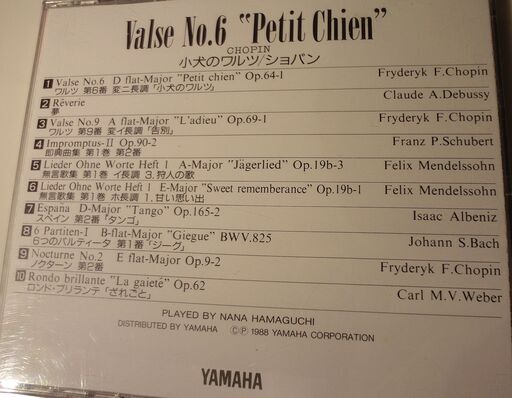 Valse No.6 "Petit Chien"
CHOPIN
小犬のワルツ/ショパン
1 Valse No.6 D flat-Major "Petit chien" Op.64-1 Fryderyk F.Chopin
ワルツ 第6番 変ニ長調「小犬のワルツ」
2 Rêverie Claude A.Debussy
夢
3 Valse No.9 A flat-Major "L'adieu" Op.69-1 Fryderyk F.Chopin
ワルツ 第9番 変イ長調「告別」
4 Impromptus-II Op.90-2 Franz P.Schubert
即興曲集 第1巻 第2番
5 Lieder Ohne Worte Heft 1 A-Major "Jägerlied" Op.19b-3 Felix Mendelssohn
無言歌集 第1巻 イ長調 3.狩人の歌
6 Lieder Ohne Worte Heft 1 E-Major "Sweet rememberance" Op.19b-1 Felix Mendelssohn
無言歌集 第1巻 ホ長調 1.甘い思い出
7 España D-Major "Tango" Op.165-2 Isaac Albeniz
スペイン 第2番「タンゴ」
8 6 Partiten-I B-flat-Major "Giegue" BWV.825 Johann S.Bach
6つのパルティータ 第1番「ジーグ」
9 Nocturne No.2 E flat-Major Op.9-2 Fryderyk F.Chopin
ノクターン 第2番
10 Rondo brillante "La gaieté" Op.62 Carl M.V.Weber
ロンド・ブリランテ「ざれごと」
PLAYED BY NANA HAMAGUCHI
DISTRIBUTED BY YAMAHA ©Ⓟ 1988 YAMAHA CORPORATION
YAMAHA